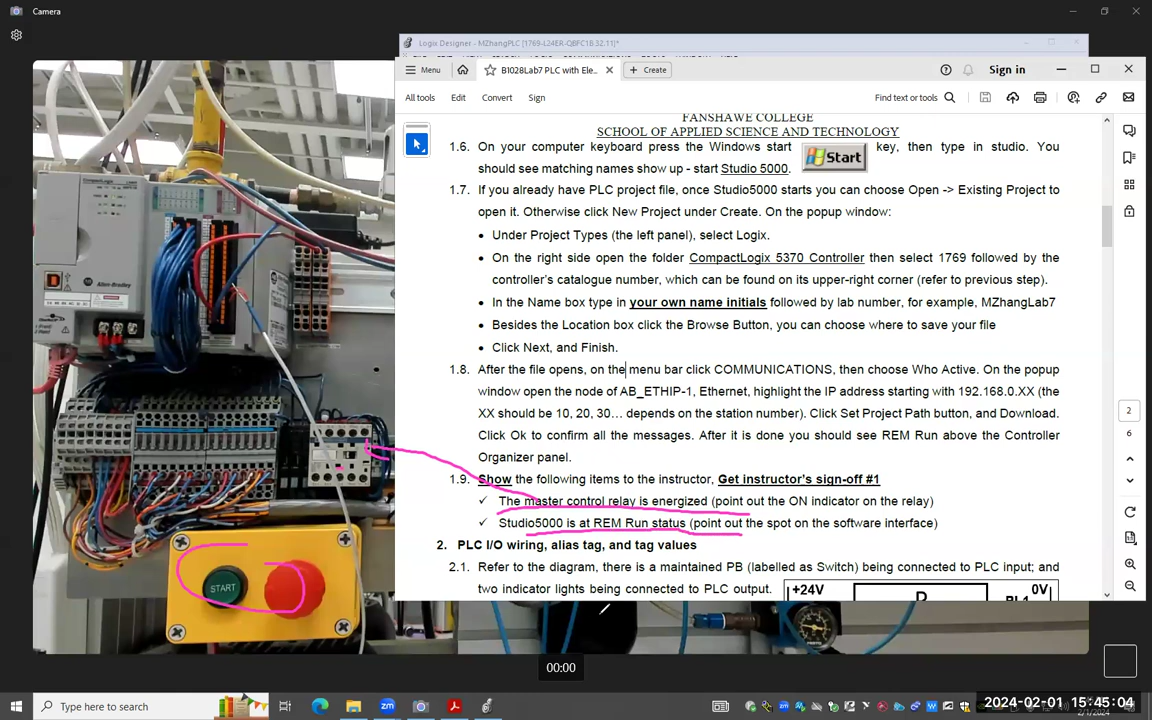 Camera
Logix Designer - MZhangPLC [1769-L24ER-QBFC1B 32.11]*
Menu
B1028Lab7 PLC with Ele...
Create
Sign in
All tools
Edit
Convert
Sign
Find text or tools
FANSHAWE COLLEGE
SCHOOL OF APPLIED SCIENCE AND TECHNOLOGY
1.6. On your computer keyboard press the Windows start Start key, then type in studio. You
should see matching names show up - start Studio 5000.
1.7. If you already have PLC project file, once Studio5000 starts you can choose Open -> Existing Project to
open it. Otherwise click New Project under Create. On the popup window:
• Under Project Types (the left panel), select Logix.
• On the right side open the folder CompactLogix 5370 Controller then select 1769 followed by the
controller's catalogue number, which can be found on its upper-right corner (refer to previous step).
• In the Name box type in your own name initials followed by lab number, for example, MZhangLab7
• Besides the Location box click the Browse Button, you can choose where to save your file
• Click Next, and Finish.
1.8. After the file opens, on the menu bar click COMMUNICATIONS, then choose Who Active. On the popup
window open the node of AB_ETHIP-1, Ethernet, highlight the IP address starting with 192.168.0.XX (the
XX should be 10, 20, 30... depends on the station number). Click Set Project Path button, and Download.
Click Ok to confirm all the messages. After it is done you should see REM Run above the Controller
Organizer panel.
1.9. Show the following items to the instructor, Get instructor's sign-off #1
✓ The master control relay is energized (point out the ON indicator on the relay)
✓ Studio5000 is at REM Run status (point out the spot on the software interface)
2. PLC I/O wiring, alias tag, and tag values
2.1. Refer to the diagram, there is a maintained PB (labelled as Switch) being connected to PLC input; and
two indicator lights being connected to PLC output.
+24V
0V
2
6
Allen-Bradley
START
00:00
Type here to search
2024-02-01 15:45:04
2/1/2024